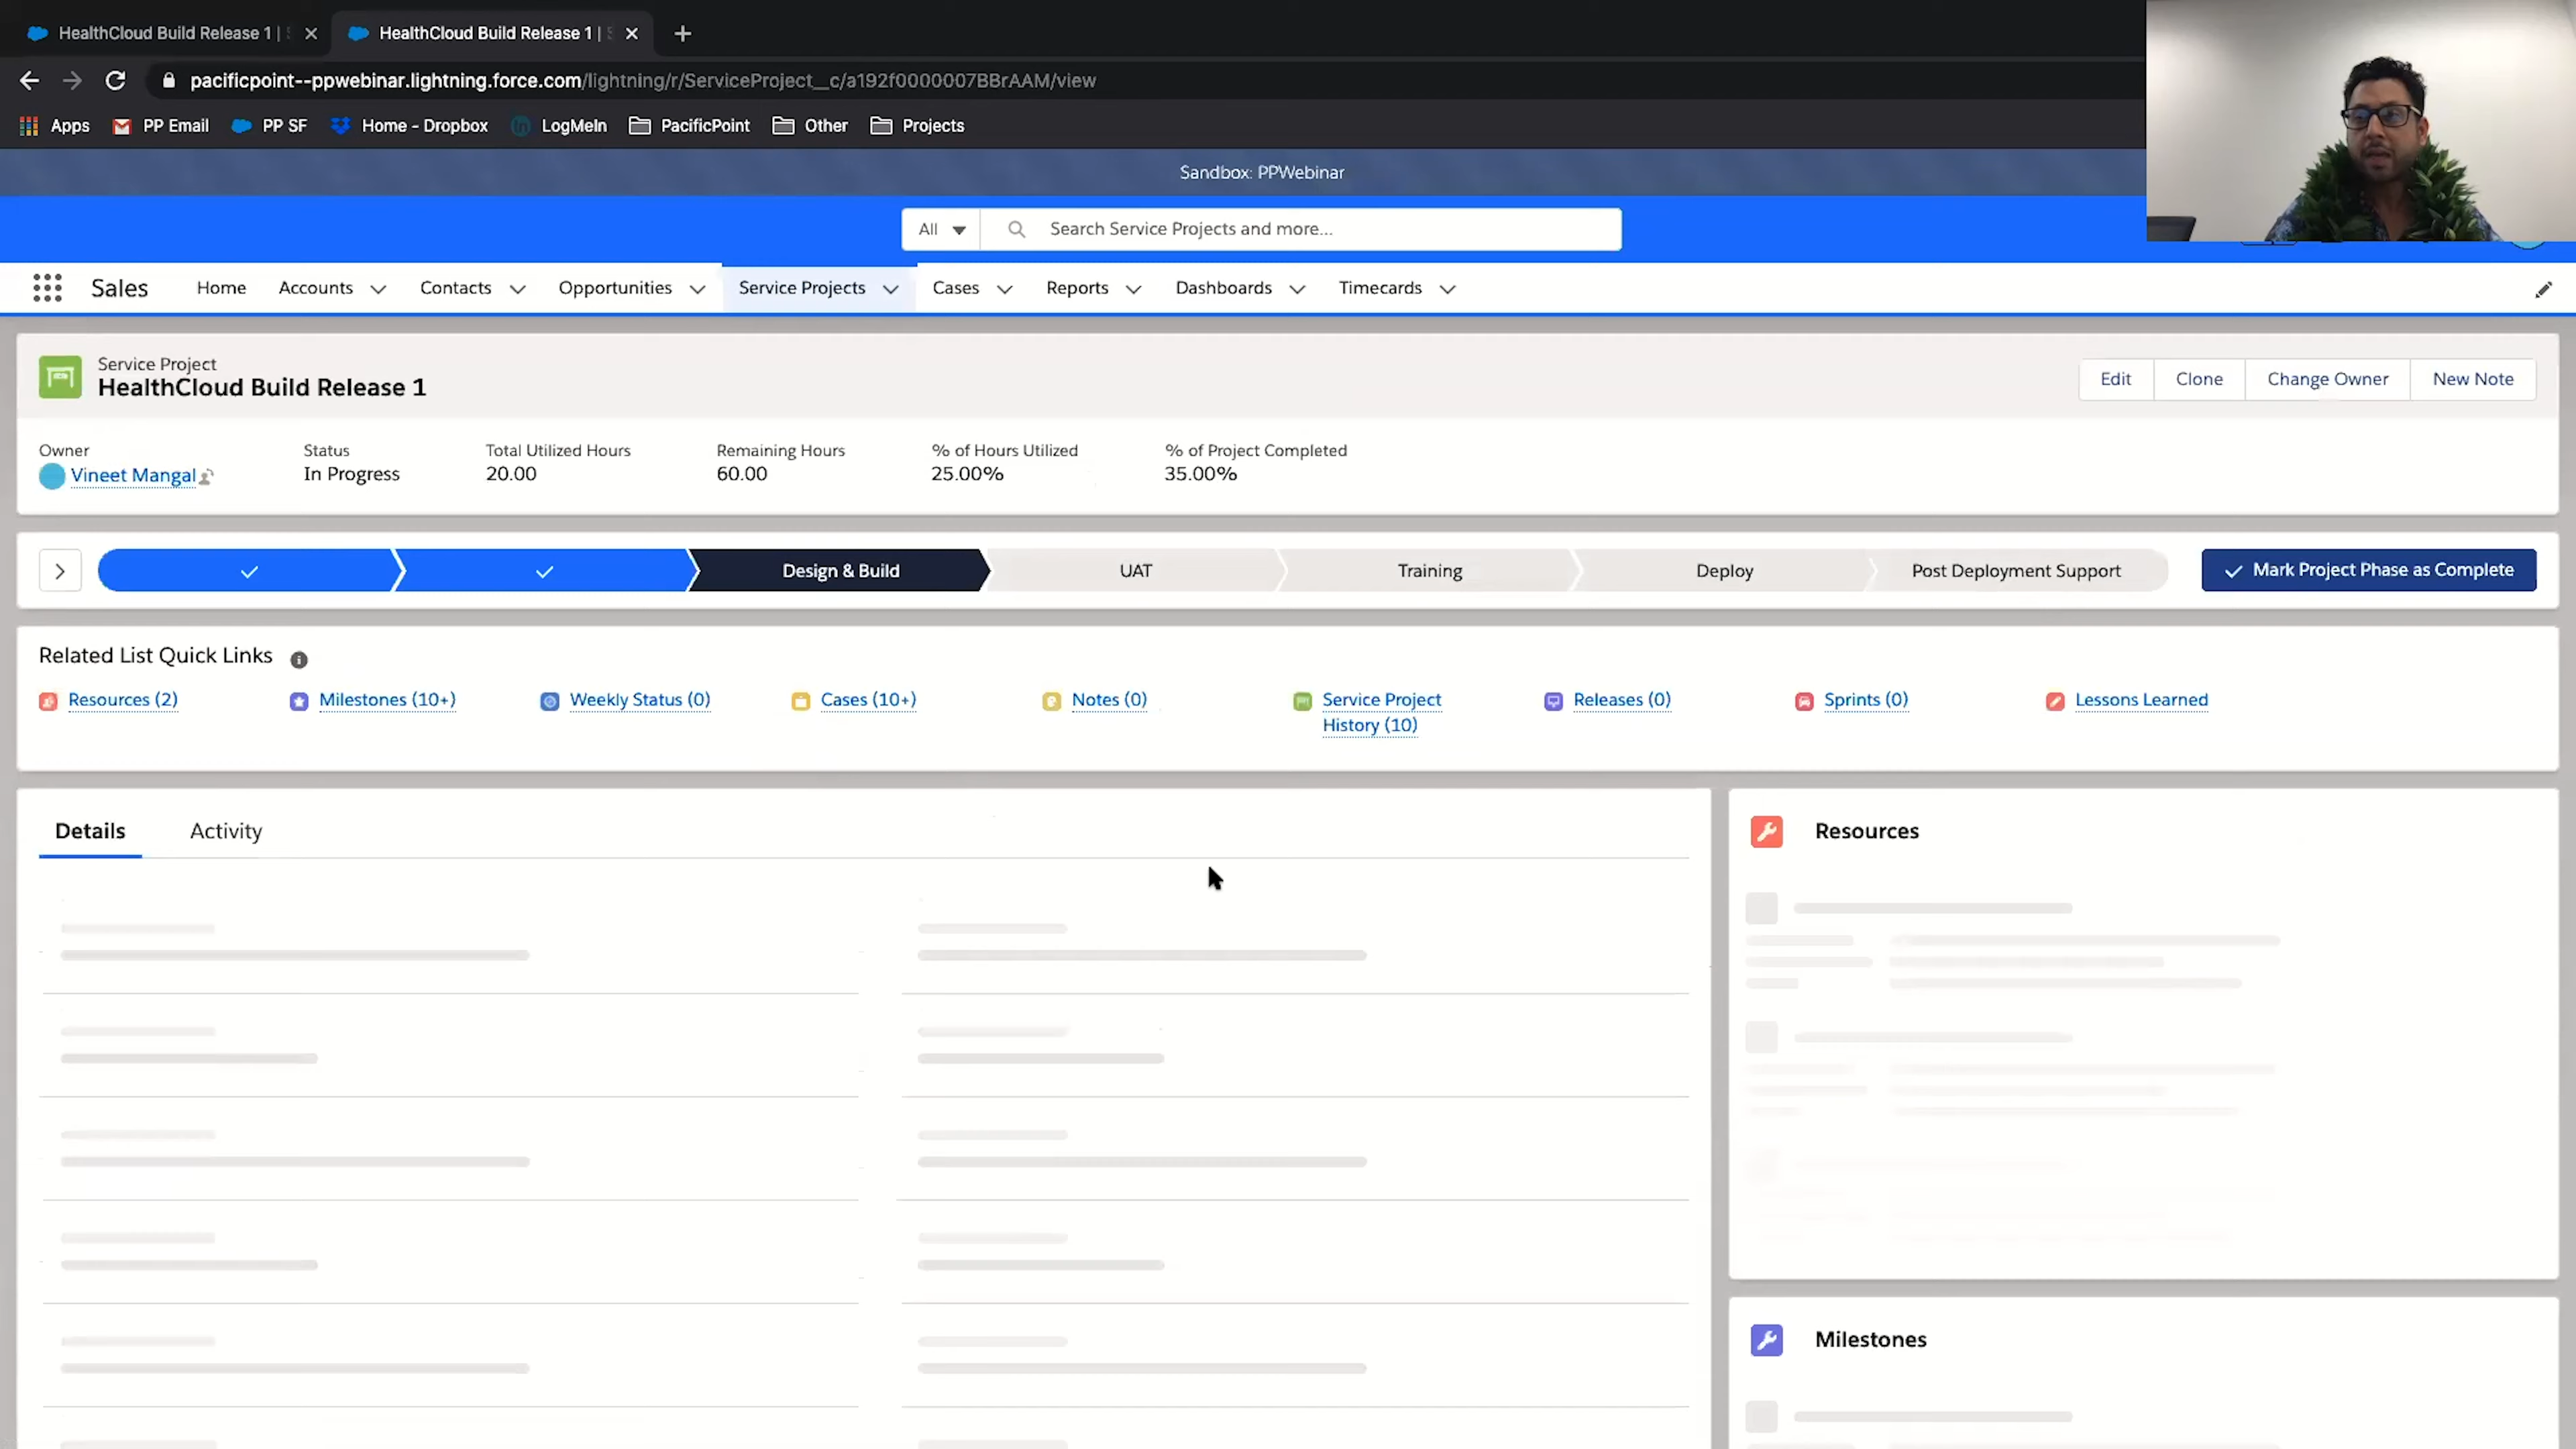 HealthCloud Build Release 1 |
HealthCloud Build Release 1 |
pacificpoint--ppwebinar.lightning.force.com/lightning/r/ServiceProject__c/a192f0000007BBrAAM/view
Apps PP Email PP SF Home - Dropbox LogMeIn PacificPoint Other Projects
Sandbox: PPWebinar
All Search Service Projects and more...
Sales Home Accounts Contacts Opportunities Service Projects Cases Reports Dashboards Timecards
Service Project
HealthCloud Build Release 1
Edit Clone Change Owner New Note
Owner Status Total Utilized Hours Remaining Hours % of Hours Utilized % of Project Completed
Vineet Mangal In Progress 20.00 60.00 25.00% 35.00%
Design & Build UAT Training Deploy Post Deployment Support Mark Project Phase as Complete
Related List Quick Links
Resources (2) Milestones (10+) Weekly Status (0) Cases (10+) Notes (0) Service Project Releases (0) Sprints (0) Lessons Learned
History (10)
Details Activity
Resources
Milestones